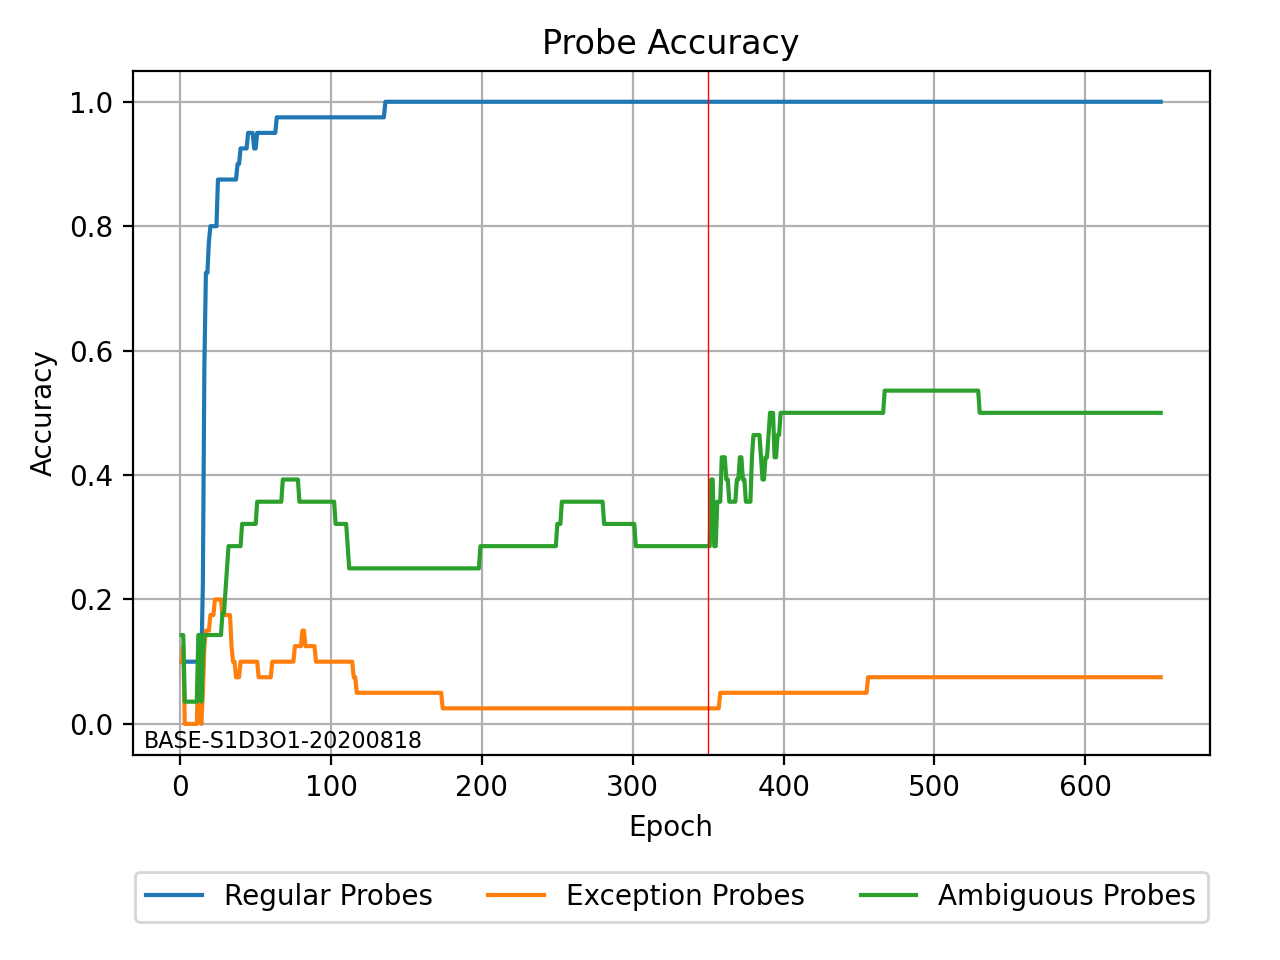 Probe Accuracy
Accuracy
1.0
0.8
0.6
0.4
0.2
0.0
BASE-S1D3O1-20200818
0 100 200 300 400 500 600
Epoch
Regular Probes Exception Probes Ambiguous Probes